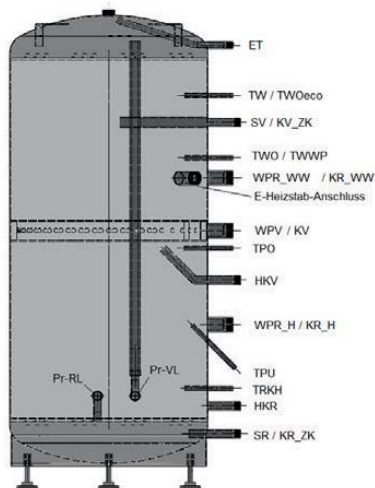 ET
TW / TWOeco
SV / KV_ZK
TWO / TWWP
WPR_WW / KR_WW
E-Heizstab-Anschluss
WPV / KV
TPO
HKV
WPR_H / KR_H
TPU
Pr-RL
Pr-VL
TRKH
HKR
SR / KR_ZK